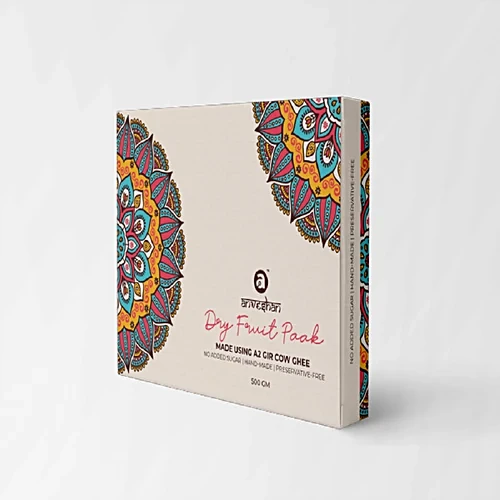 anveshan
Dry Fruit Paak
MADE USING A2 GIR COW GHEE
NO ADDED SUGAR | HAND-MADE | PRESERVATIVE-FREE
500 GM
NO ADDED SUGAR | HAND-MADE | PRESERVATIVE-FREE